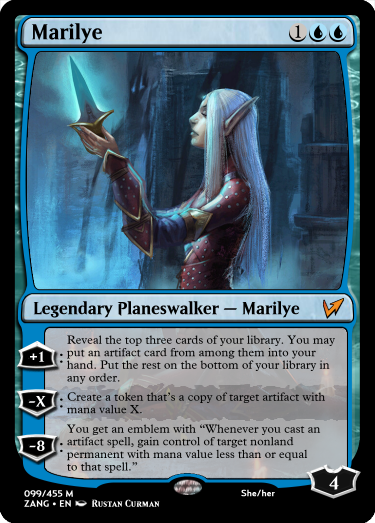 Marilye 1
Legendary Planeswalker — Marilye
+1: Reveal the top three cards of your library. You may
put an artifact card from among them into your
hand. Put the rest on the bottom of your library in
any order.
-X: Create a token that's a copy of target artifact with
mana value X.
-8: You get an emblem with “Whenever you cast an
artifact spell, gain control of target nonland
permanent with mana value less than or equal
to that spell.”
4
099/455 M She/her
ZANG • EN Rustan Curman